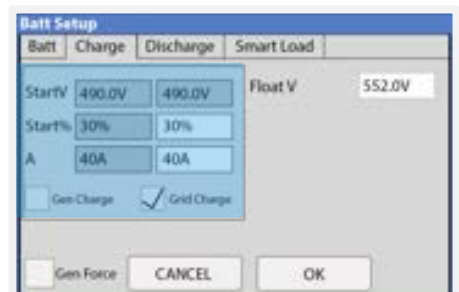 Batt Setup
Batt Charge Discharge Smart Load
StartV 490.0V 490.0V Float V 552.0V
Start% 30% 30%
A 40A 40A
Gen Charge Grid Charge
Gen Force CANCEL OK